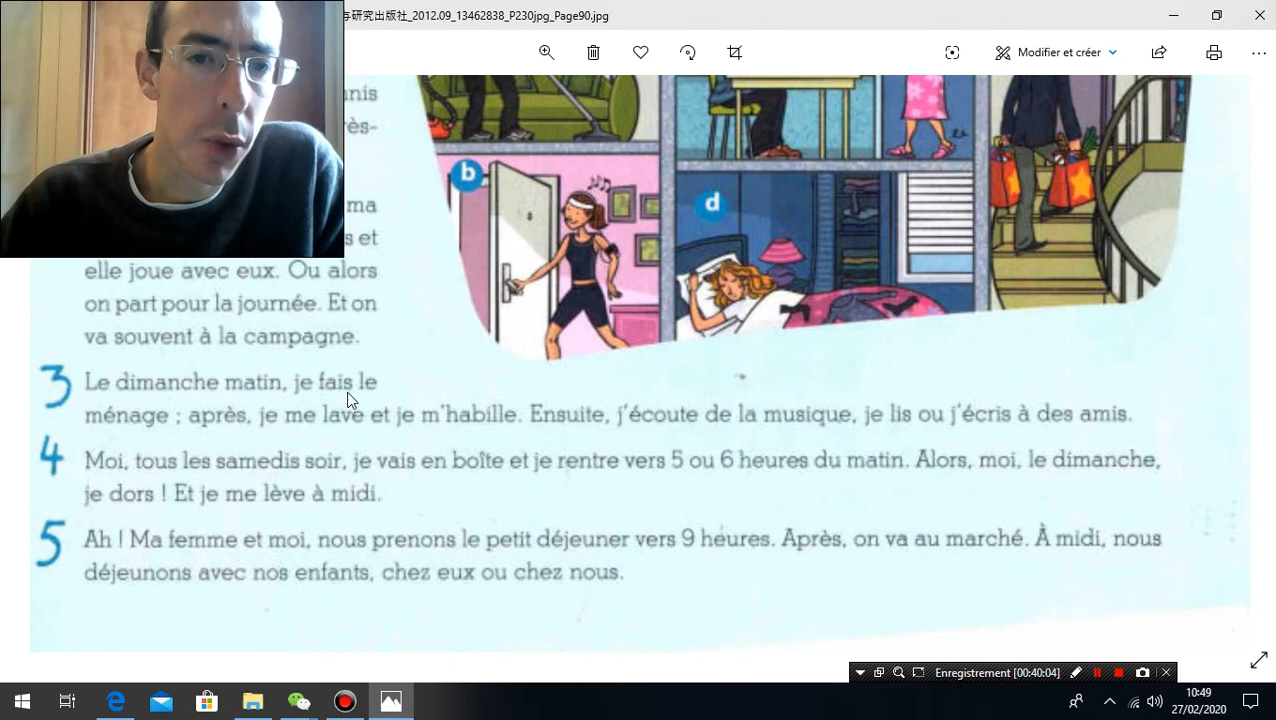 与研究出版社_2012.09_13462838_P230jpg_Page90.jpg
Modifier et créer
nnis
rès-
ma
s et
elle joue avec eux. Ou alors
on part pour la journée. Et on
va souvent à la campagne.
b
d
3 Le dimanche matin, je fais le
ménage ; après, je me lave et je m'habille. Ensuite, j'écoute de la musique, je lis ou j'écris à des amis.
4 Moi, tous les samedis soir, je vais en boîte et je rentre vers 5 ou 6 heures du matin. Alors, moi, le dimanche,
je dors ! Et je me lève à midi.
5 Ah ! Ma femme et moi, nous prenons le petit déjeuner vers 9 heures. Après, on va au marché. À midi, nous
déjeunons avec nos enfants, chez eux ou chez nous.
Enregistrement [00:40:04]
10:49
27/02/2020